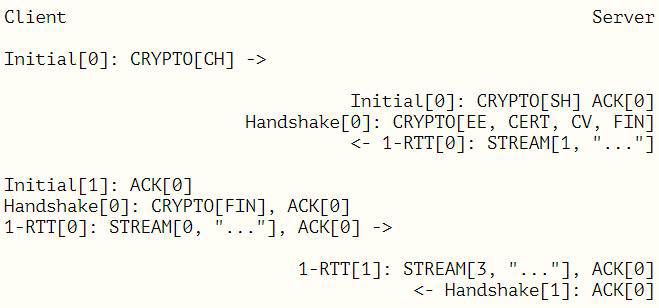 Client Server
Initial[0]: CRYPTO[CH] ->
Initial[0]: CRYPTO[SH] ACK[0]
Handshake[0]: CRYPTO[EE, CERT, CV, FIN]
<- 1-RTT[0]: STREAM[1, "..."]
Initial[1]: ACK[0]
Handshake[0]: CRYPTO[FIN], ACK[0]
1-RTT[0]: STREAM[0, "..."], ACK[0] ->
1-RTT[1]: STREAM[3, "..."], ACK[0]
<- Handshake[1]: ACK[0]